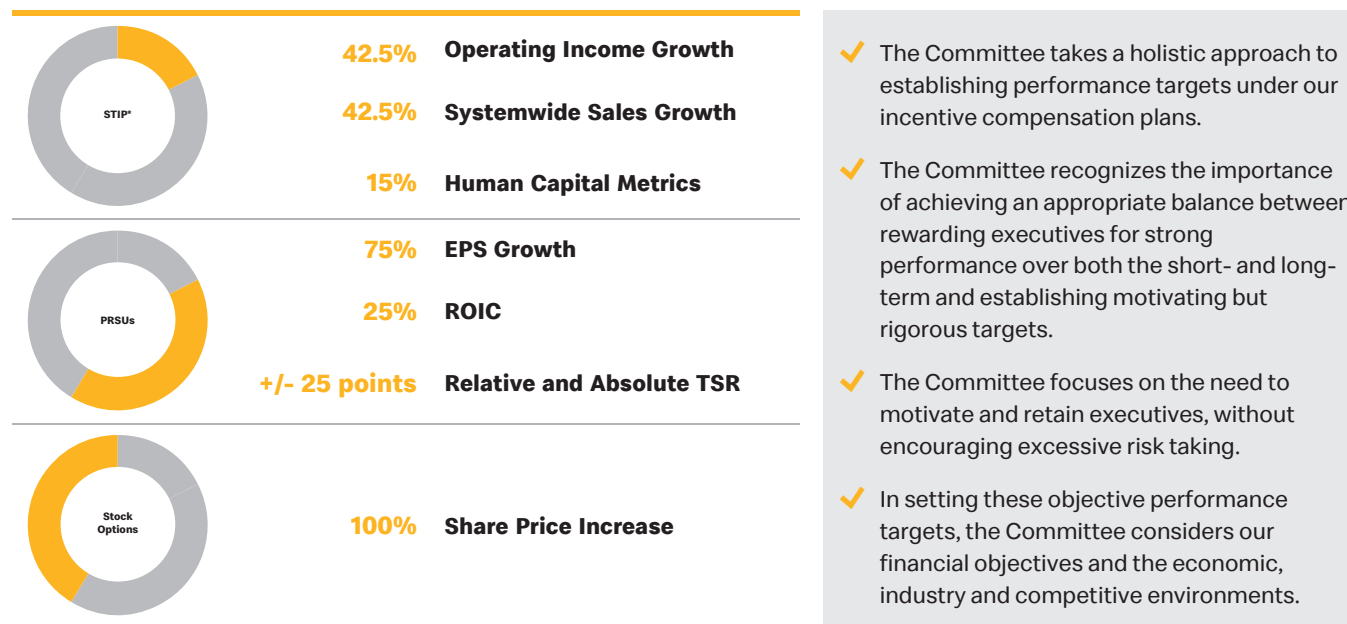 STIP*
42.5% Operating Income Growth
42.5% Systemwide Sales Growth
15% Human Capital Metrics
PRSUs
75% EPS Growth
25% ROIC
+/- 25 points Relative and Absolute TSR
Stock
Options
100% Share Price Increase
The Committee takes a holistic approach to
establishing performance targets under our
incentive compensation plans.
The Committee recognizes the importance
of achieving an appropriate balance between
rewarding executives for strong
performance over both the short- and long-
term and establishing motivating but
rigorous targets.
The Committee focuses on the need to
motivate and retain executives, without
encouraging excessive risk taking.
In setting these objective performance
targets, the Committee considers our
financial objectives and the economic,
industry and competitive environments.